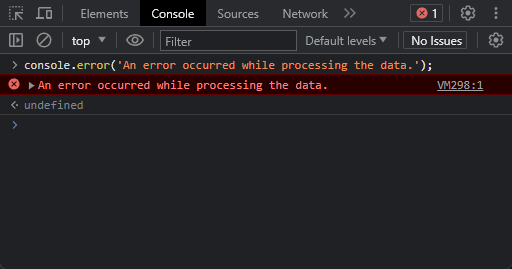 Elements Console Sources Network 1
top Filter Default levels No Issues
console.error('An error occurred while processing the data.');
An error occurred while processing the data. VM298:1
undefined